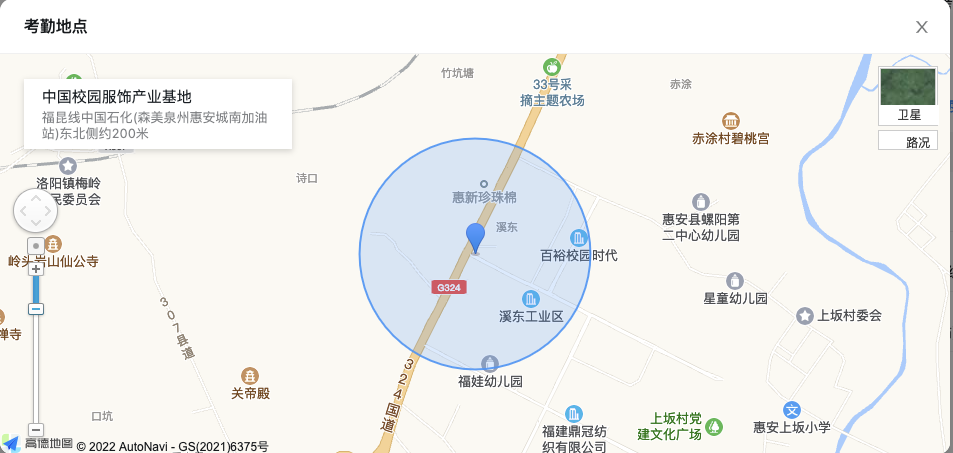 考勤地点
竹坑塘
33号采
摘主题农场
赤涂
卫星
路况
中国校园服饰产业基地
福昆线中国石化(森美泉州惠安城南加油
站)东北侧约200米
赤涂村碧桃宫
洛阳镇梅岭
民委员会
诗口
惠新珍珠棉
溪东
惠安县螺阳第
二中心幼儿园
岭头岩山仙公寺
百裕校园时代
G324
星童幼儿园
307县道
溪东工业区
上坂村委会
禅寺
324国道
福娃幼儿园
关帝殿
口坑
福建鼎冠纺
织有限公司
上坂村党
建文化广场
文
惠安上坂小学
高德地图
© 2022 AutoNavi - GS(2021)6375号